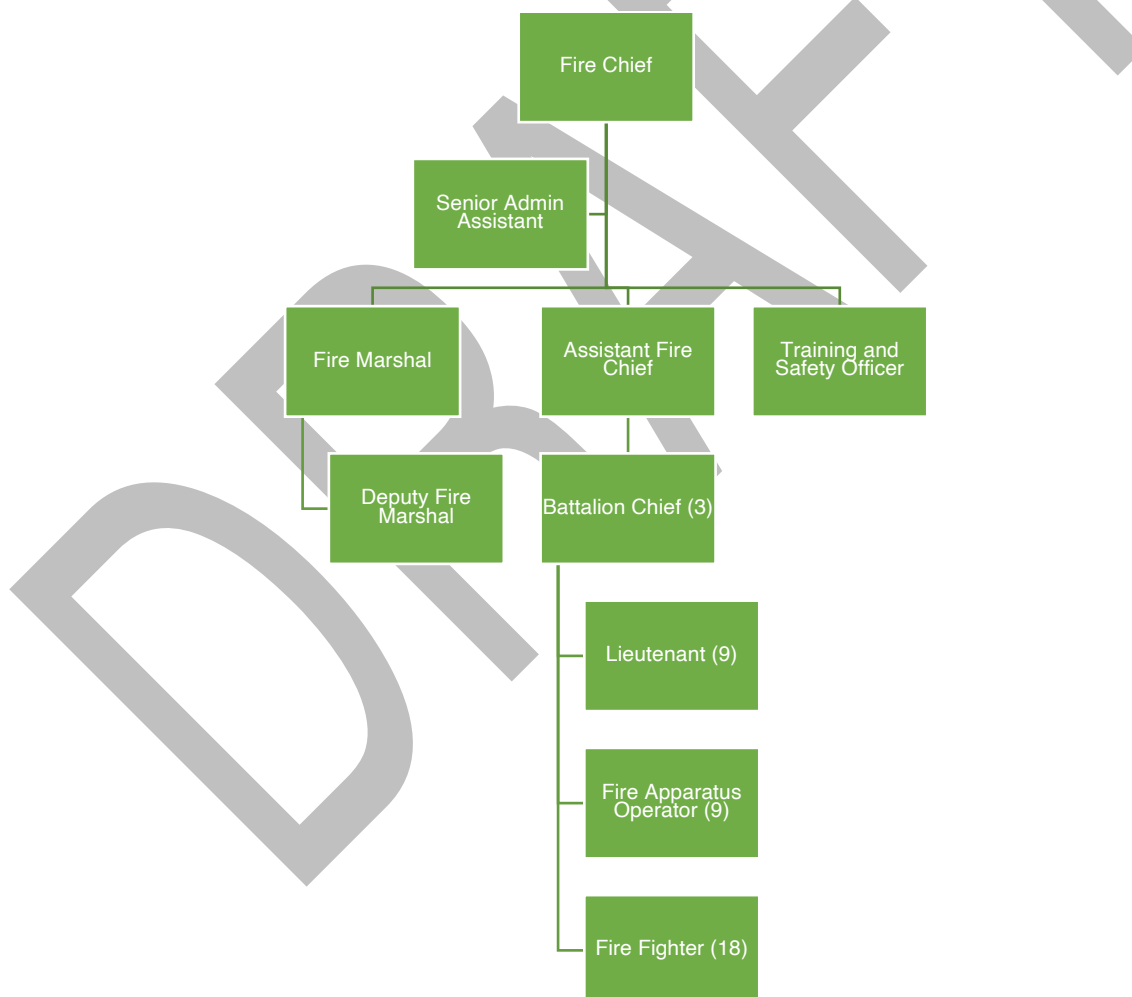 Fire Chief
Senior Admin
Assistant
Fire Marshal
Assistant Fire
Chief
Training and
Safety Officer
Deputy Fire
Marshal
Battalion Chief (3)
Lieutenant (9)
Fire Apparatus
Operator (9)
Fire Fighter (18)
DRAFT